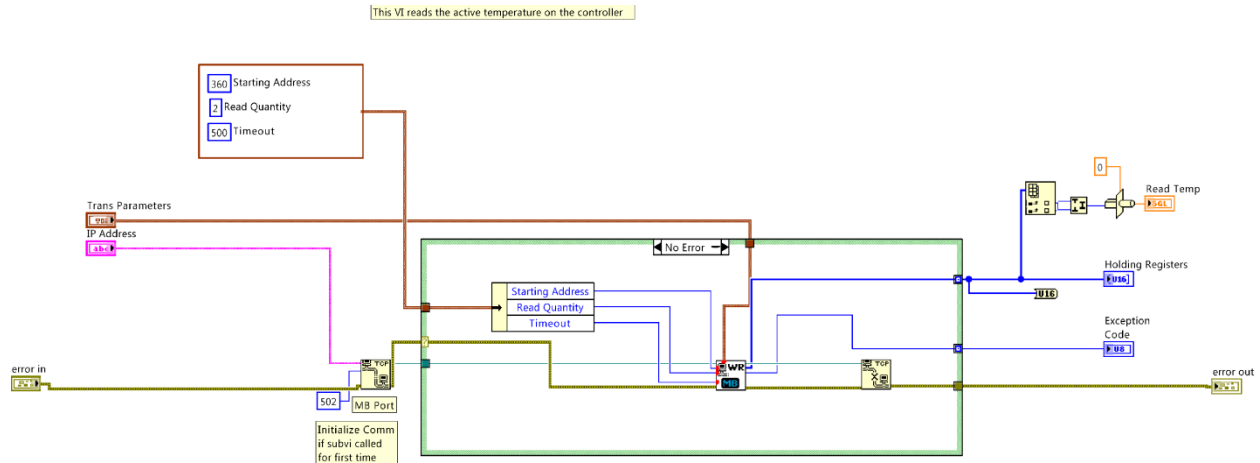 This VI reads the active temperature on the controller
360 Starting Address
2 Read Quantity
500 Timeout
0
Read Temp
SGL
Trans Parameters
IP Address
abc
No Error
Starting Address
Read Quantity
Timeout
Holding Registers
U16
U16
Exception
Code
U8
TCP
WR
MB
TCP
error in
error out
502
MB Port
Initialize Comm
if subvi called
for first time